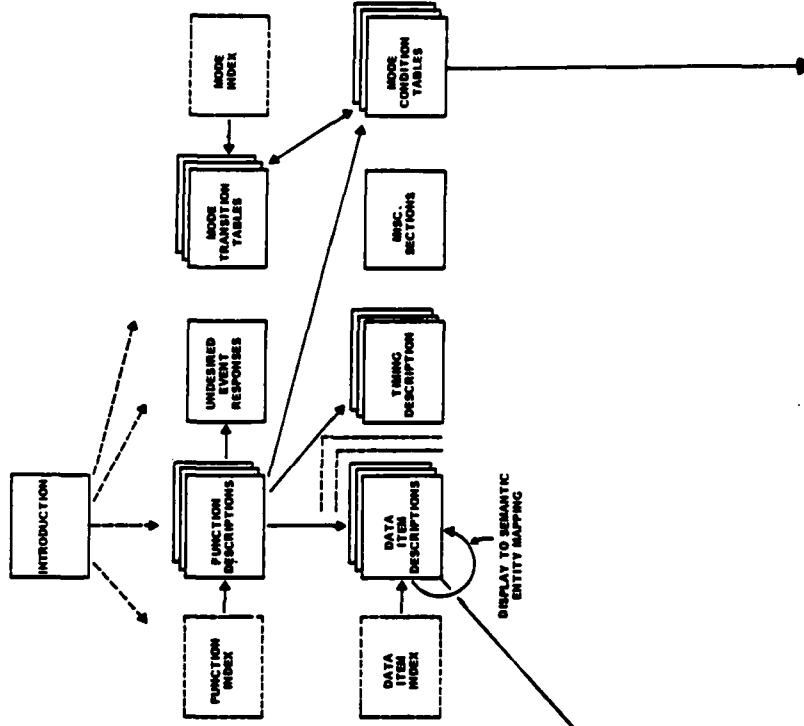 INTRODUCTION
FUNCTION
INDEX
FUNCTION
DESCRIPTIONS
UNDESIRED
EVENT
RESPONSES
MODE
TRANSITION
TABLES
MODE
INDEX
DATA
ITEM
INDEX
DATA
ITEM
DESCRIPTIONS
TIMING
DESCRIPTION
MISC.
SECTIONS
MODE
CONDITION
TABLES
DISPLAY TO SEMANTIC
ENTITY MAPPING